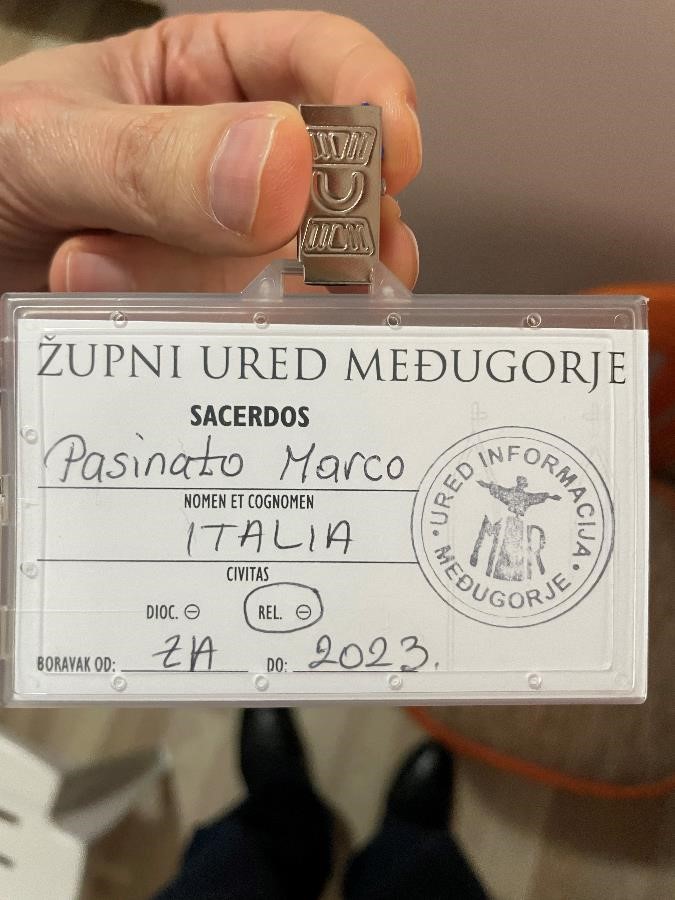 ŽUPNI URED MEĐUGORJE
SACERDOS
Pasinato Marco
NOMEN ET COGNOMEN
ITALIA
CIVITAS
DIOC. REL.
BORAVAK OD: ZA DO: 2023.
URED INFORMACIJA
MIR
MEĐUGORJE